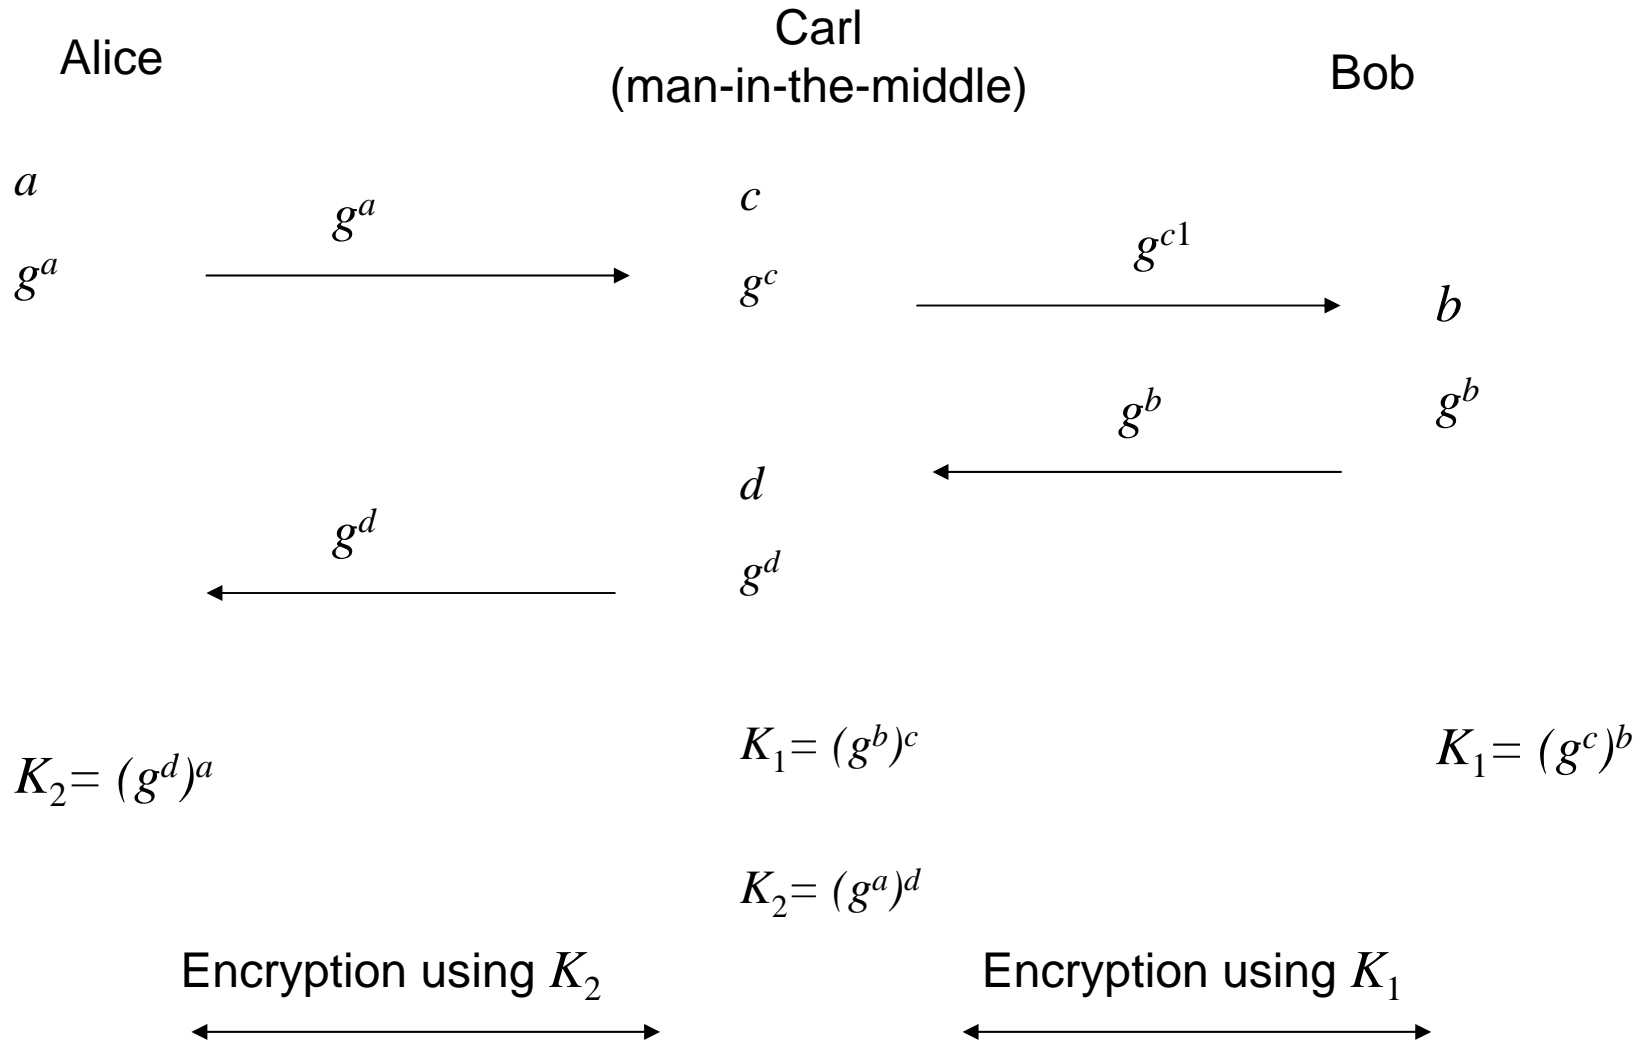 Alice
Carl
(man-in-the-middle)
Bob
a
g^a
g^a
c
g^c
g^{c1}
b
g^b
g^b
d
g^d
g^d
K_2= (g^d)^a
K_1= (g^b)^c
K_1= (g^c)^b
K_2= (g^a)^d
Encryption using K_2
Encryption using K_1